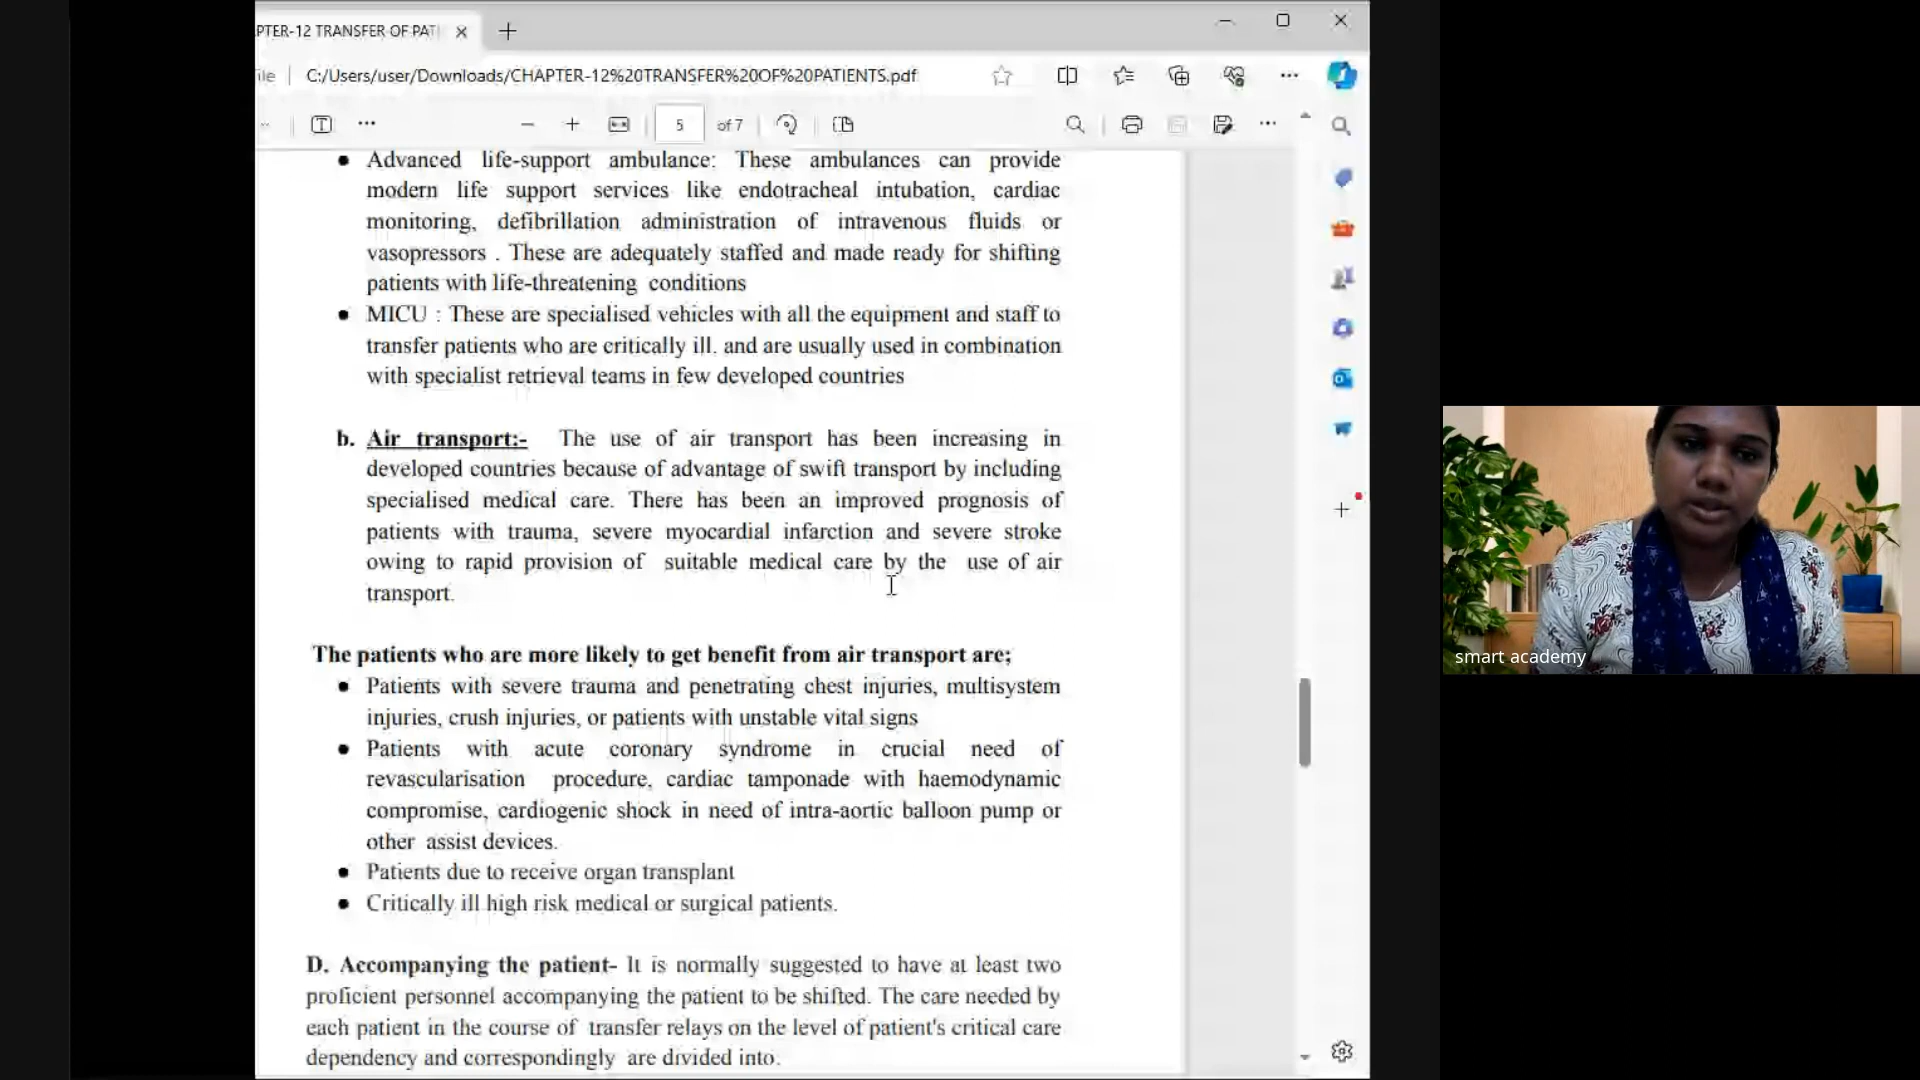 PTER-12 TRANSFER OF PATI
ile
C:/Users/user/Downloads/CHAPTER-12%20TRANSFER%20OF%20PATIENTS.pdf
5 of 7
• Advanced life-support ambulance: These ambulances can provide
modern life support services like endotracheal intubation, cardiac
monitoring, defibrillation administration of intravenous fluids or
vasopressors . These are adequately staffed and made ready for shifting
patients with life-threatening conditions
• MICU : These are specialised vehicles with all the equipment and staff to
transfer patients who are critically ill. and are usually used in combination
with specialist retrieval teams in few developed countries
b. Air transport:- The use of air transport has been increasing in
developed countries because of advantage of swift transport by including
specialised medical care. There has been an improved prognosis of
patients with trauma, severe myocardial infarction and severe stroke
owing to rapid provision of suitable medical care by the use of air
transport.
The patients who are more likely to get benefit from air transport are;
• Patients with severe trauma and penetrating chest injuries, multisystem
injuries, crush injuries, or patients with unstable vital signs
• Patients with acute coronary syndrome in crucial need of
revascularisation procedure, cardiac tamponade with haemodynamic
compromise, cardiogenic shock in need of intra-aortic balloon pump or
other assist devices.
• Patients due to receive organ transplant
• Critically ill high risk medical or surgical patients.
D. Accompanying the patient- It is normally suggested to have at least two
proficient personnel accompanying the patient to be shifted. The care needed by
each patient in the course of transfer relays on the level of patient's critical care
dependency and correspondingly are divided into.
smart academy